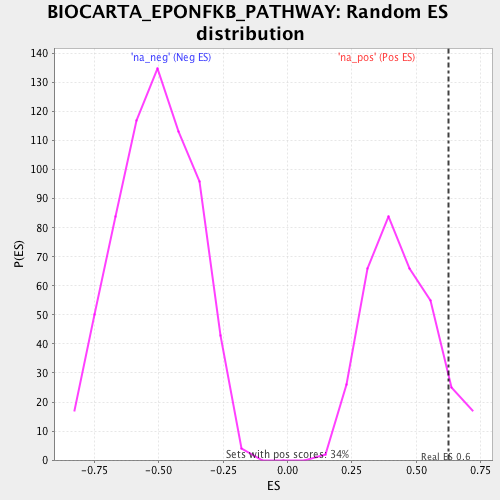 BIOCARTA_EPONFKB_PATHWAY: Random ES
distribution
'na_neg' (Neg ES)
'na_pos' (Pos ES)
140
130
120
110
100
90
80
70
60
50
40
30
20
10
0
P(ES)
Sets with pos scores: 34%
Real ES 0.6
-0.75
-0.50
-0.25
0.00
0.25
0.50
0.75
ES